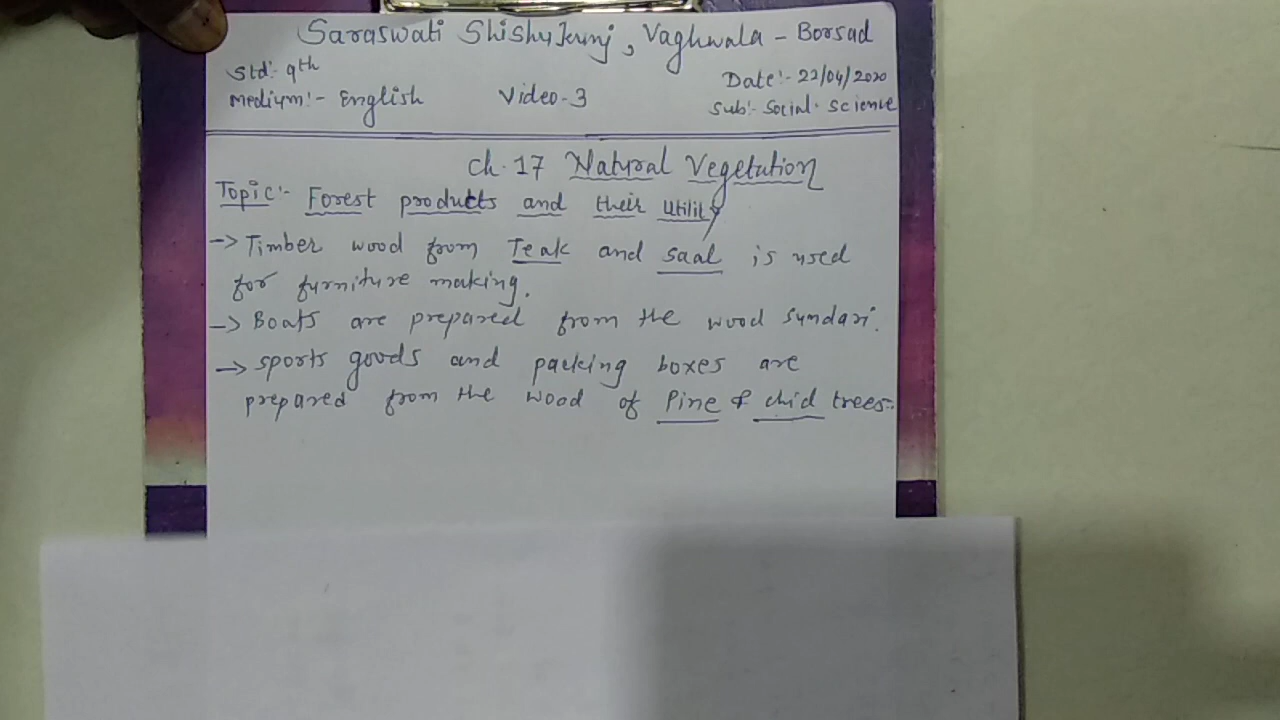 Saraswati Shishukunj, Vaghwala - Borsad
Std:- 9th
Date:- 22/04/2020
Medium:- English Video-3
Sub:- Social. Science
Ch. 17 Natural Vegetation
Topic:- Forest products and their utility
-> Timber wood from Teak and saal is used
for furniture making.
-> Boats are prepared from the wood sundari.
-> sports goods and packing boxes are
prepared from the wood of Pine & chid trees.